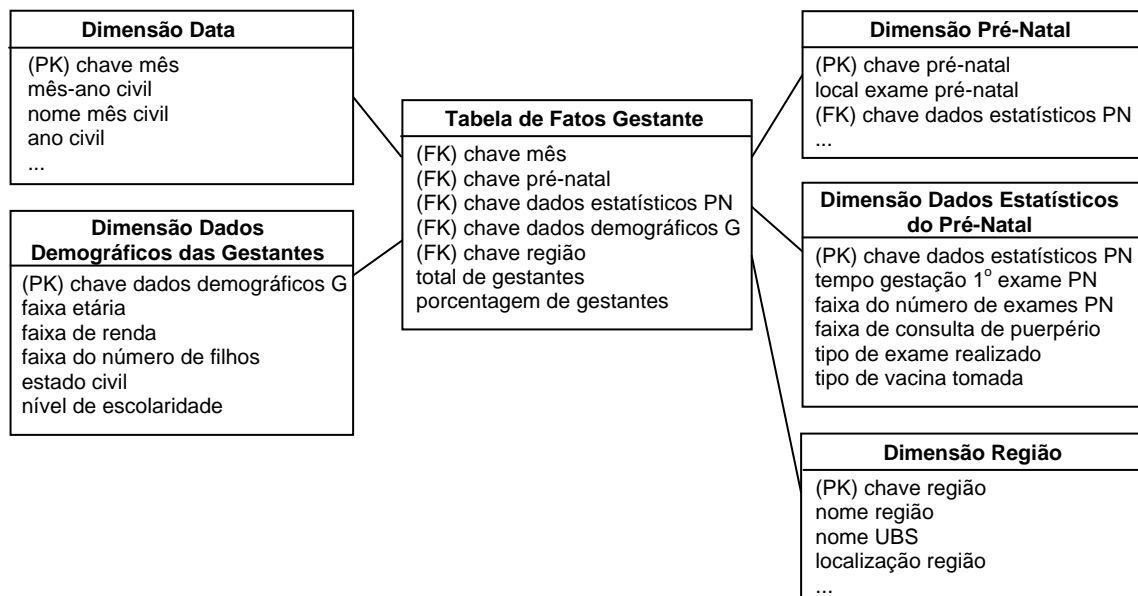 Dimensão Data
(PK) chave mês
mês-ano civil
nome mês civil
ano civil
...
Dimensão Dados
Demográficos das Gestantes
(PK) chave dados demográficos G
faixa etária
faixa de renda
faixa do número de filhos
estado civil
nível de escolaridade
Tabela de Fatos Gestante
(FK) chave mês
(FK) chave pré-natal
(FK) chave dados estatísticos PN
(FK) chave dados demográficos G
(FK) chave região
total de gestantes
porcentagem de gestantes
Dimensão Pré-Natal
(PK) chave pré-natal
local exame pré-natal
(FK) chave dados estatísticos PN
...
Dimensão Dados Estatísticos
do Pré-Natal
(PK) chave dados estatísticos PN
tempo gestação 1º exame PN
faixa do número de exames PN
faixa de consulta de puerpério
tipo de exame realizado
tipo de vacina tomada
Dimensão Região
(PK) chave região
nome região
nome UBS
localização região
...